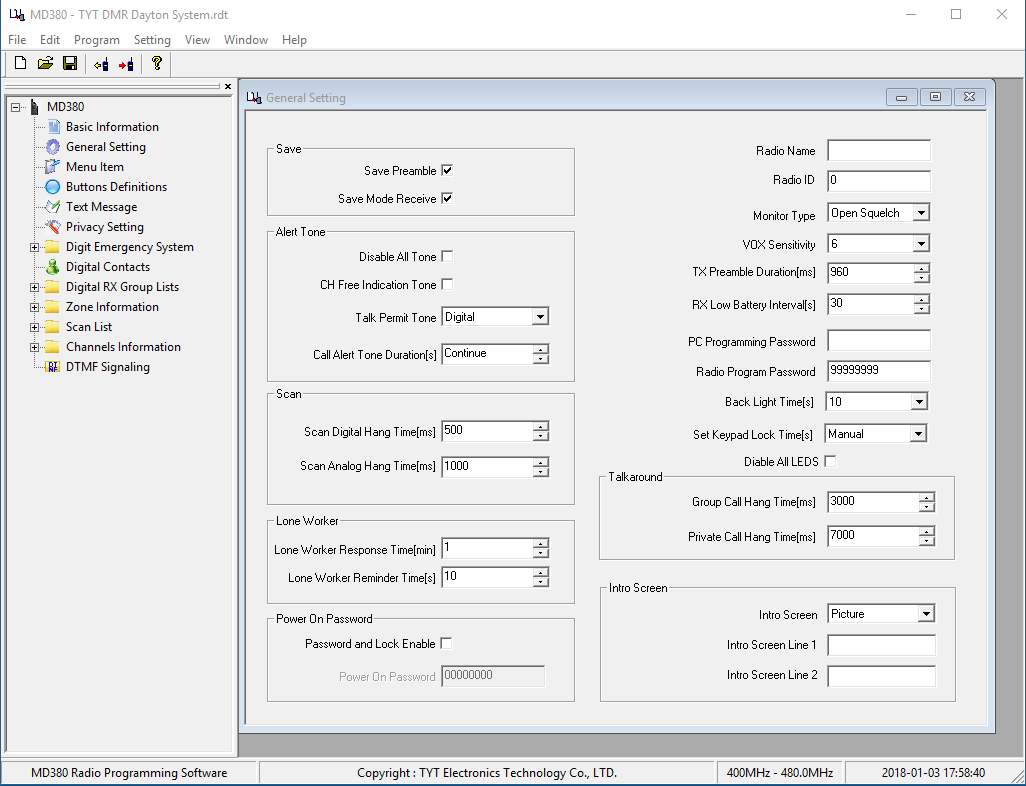 MD380 - TYT DMR Dayton System.rdt
File Edit Program Setting View Window Help
MD380
Basic Information
General Setting
Menu Item
Buttons Definitions
Text Message
Privacy Setting
Digit Emergency System
Digital Contacts
Digital RX Group Lists
Zone Information
Scan List
Channels Information
DTMF Signaling
General Setting
Save
Save Preamble
Save Mode Receive
Alert Tone
Disable All Tone
CH Free Indication Tone
Talk Permit Tone Digital
Call Alert Tone Duration[s] Continue
Scan
Scan Digital Hang Time[ms] 500
Scan Analog Hang Time[ms] 1000
Lone Worker
Lone Worker Response Time[min] 1
Lone Worker Reminder Time[s] 10
Power On Password
Password and Lock Enable
Power On Password 00000000
Radio Name
Radio ID 0
Monitor Type Open Squelch
VOX Sensitivity 6
TX Preamble Duration[ms] 960
RX Low Battery Interval[s] 30
PC Programming Password
Radio Program Password 99999999
Back Light Time[s] 10
Set Keypad Lock Time[s] Manual
Diable All LEDS
Talkaround
Group Call Hang Time[ms] 3000
Private Call Hang Time[ms] 7000
Intro Screen
Intro Screen Picture
Intro Screen Line 1
Intro Screen Line 2
MD380 Radio Programming Software Copyright : TYT Electronics Technology Co., LTD. 400MHz - 480.0MHz 2018-01-03 17:58:40